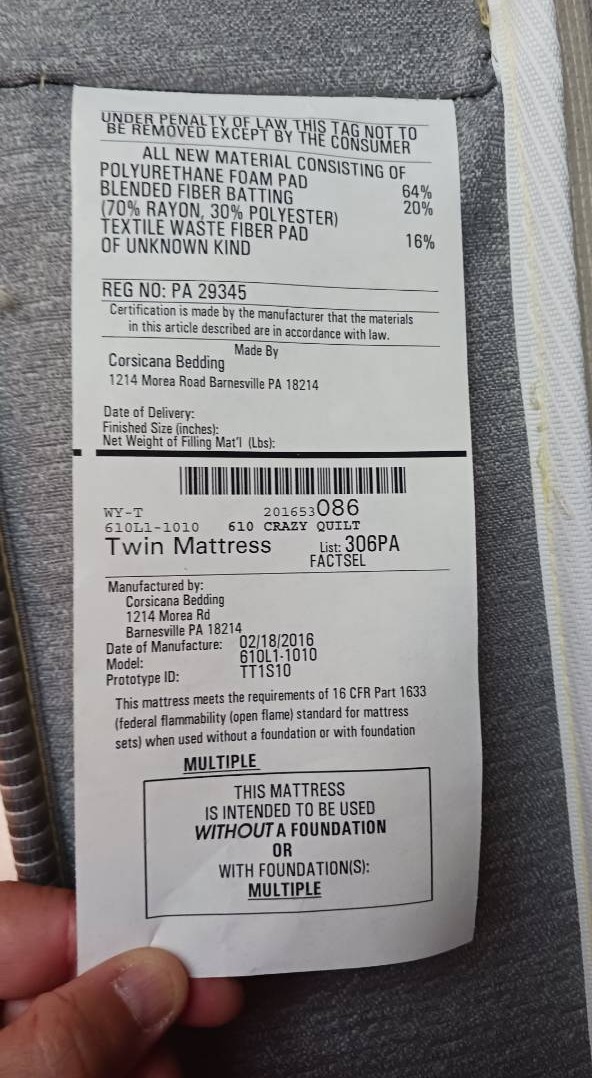 UNDER PENALTY OF LAW THIS TAG NOT TO
BE REMOVED EXCEPT BY THE CONSUMER
ALL NEW MATERIAL CONSISTING OF
POLYURETHANE FOAM PAD 64%
BLENDED FIBER BATTING 20%
(70% RAYON, 30% POLYESTER)
TEXTILE WASTE FIBER PAD 16%
OF UNKNOWN KIND
REG NO: PA 29345
Certification is made by the manufacturer that the materials
in this article described are in accordance with law.
Made By
Corsicana Bedding
1214 Morea Road Barnesville PA 18214
Date of Delivery:
Finished Size (inches):
Net Weight of Filling Mat'l (Lbs):
WY-T 201653086
610L1-1010 610 CRAZY QUILT
Twin Mattress List: 306PA
FACTSEL
Manufactured by:
Corsicana Bedding
1214 Morea Rd
Barnesville PA 18214
Date of Manufacture: 02/18/2016
Model: 610L1-1010
Prototype ID: TT1S10
This mattress meets the requirements of 16 CFR Part 1633
(federal flammability (open flame) standard for mattress
sets) when used without a foundation or with foundation
MULTIPLE
THIS MATTRESS
IS INTENDED TO BE USED
WITHOUT A FOUNDATION
OR
WITH FOUNDATION(S):
MULTIPLE